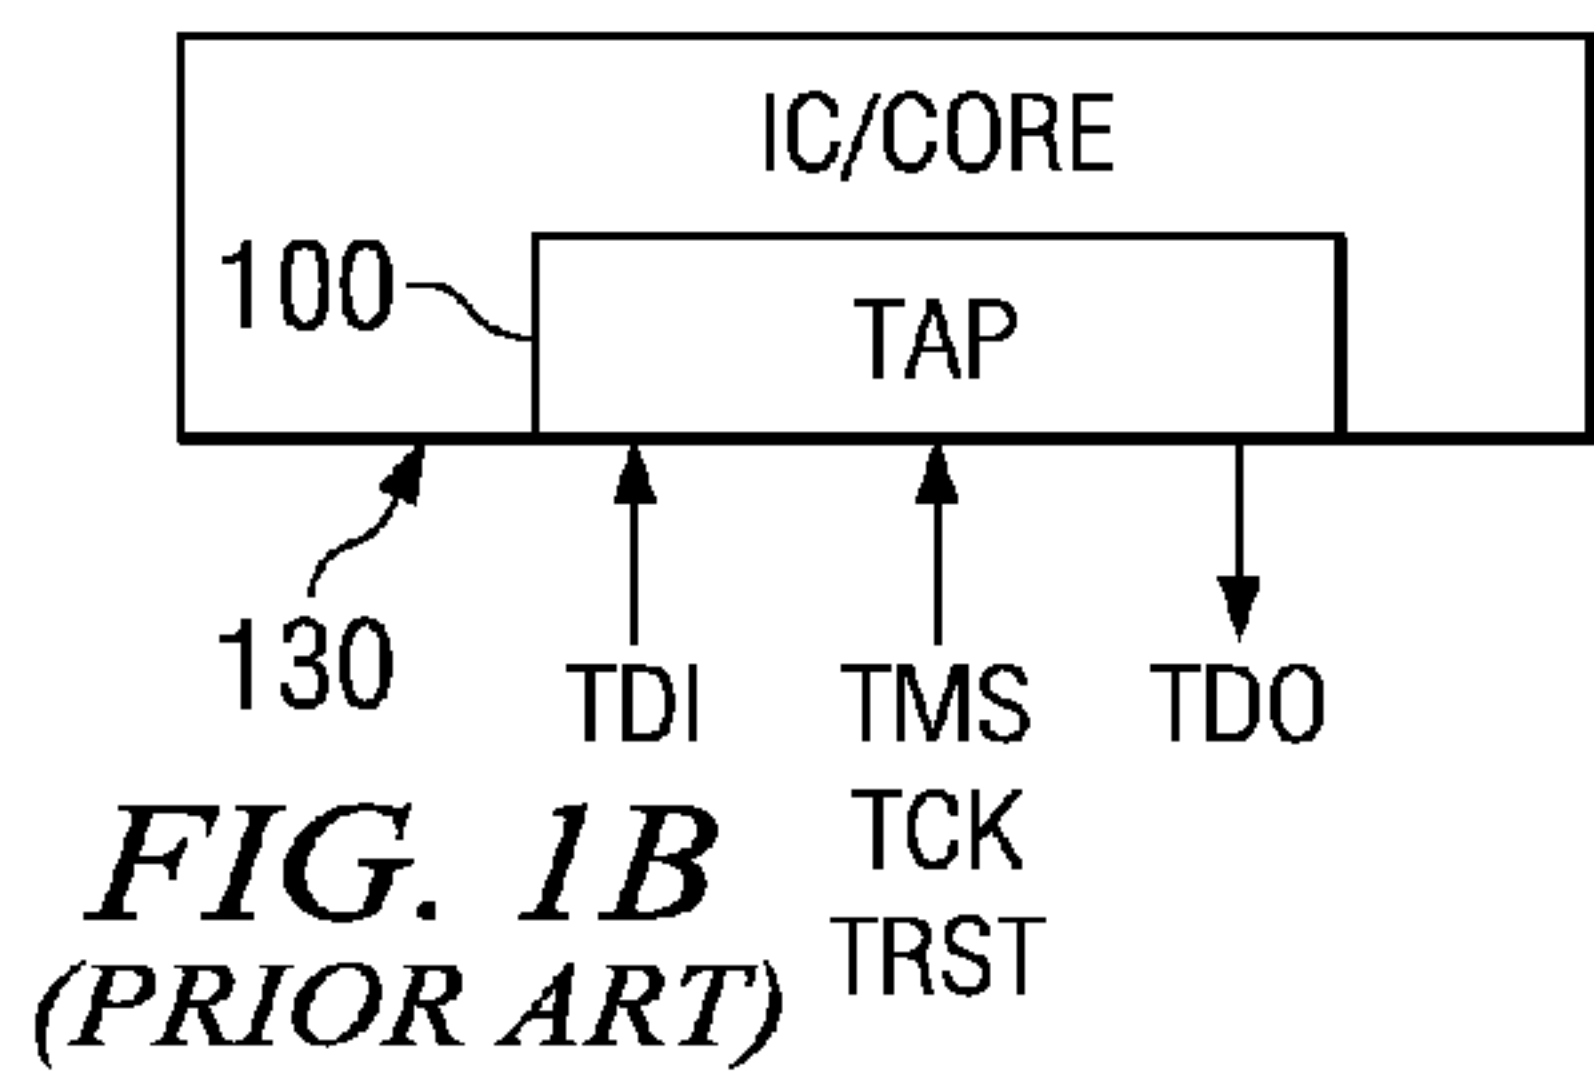 IC/CORE
100
TAP
130
TDI
TMS
TDO
TCK
TRST
FIG. 1B
(PRIOR ART)